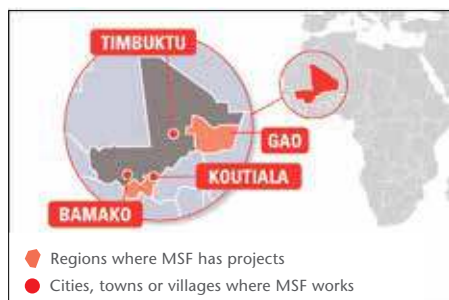 TIMBUKTU
GAO
KOUTIALA
BAMAKO
Regions where MSF has projects
Cities, towns or villages where MSF works